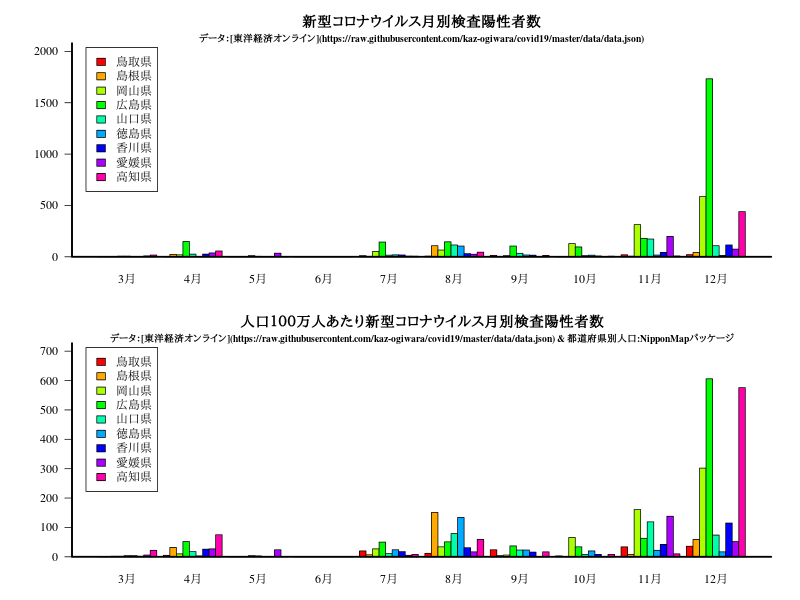 新型コロナウイルス月別検査陽性者数
データ:[東洋経済オンライン](https://raw.githubusercontent.com/kaz-ogiwara/covid19/master/data/data.json)
2000
1500
1000
500
0
鳥取県
島根県
岡山県
広島県
山口県
徳島県
香川県
愛媛県
高知県
3月 4月 5月 6月 7月 8月 9月 10月 11月 12月
人口100万人あたり新型コロナウイルス月別検査陽性者数
データ:[東洋経済オンライン](https://raw.githubusercontent.com/kaz-ogiwara/covid19/master/data/data.json) & 都道府県別人口:NipponMapパッケージ
700
600
500
400
300
200
100
0
鳥取県
島根県
岡山県
広島県
山口県
徳島県
香川県
愛媛県
高知県
3月 4月 5月 6月 7月 8月 9月 10月 11月 12月